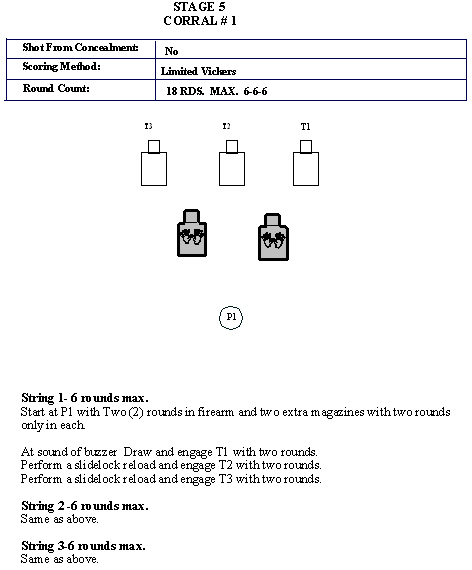 STAGE 5
CORRAL # 1
Shot From Concealment: No
Scoring Method: Limited Vickers
Round Count: 18 RDS. MAX. 6-6-6
T3 T2 T1
P1
String 1- 6 rounds max.
Start at P1 with Two (2) rounds in firearm and two extra magazines with two rounds
only in each.
At sound of buzzer Draw and engage T1 with two rounds.
Perform a slidelock reload and engage T2 with two rounds.
Perform a slidelock reload and engage T3 with two rounds.
String 2 -6 rounds max.
Same as above.
String 3-6 rounds max.
Same as above.